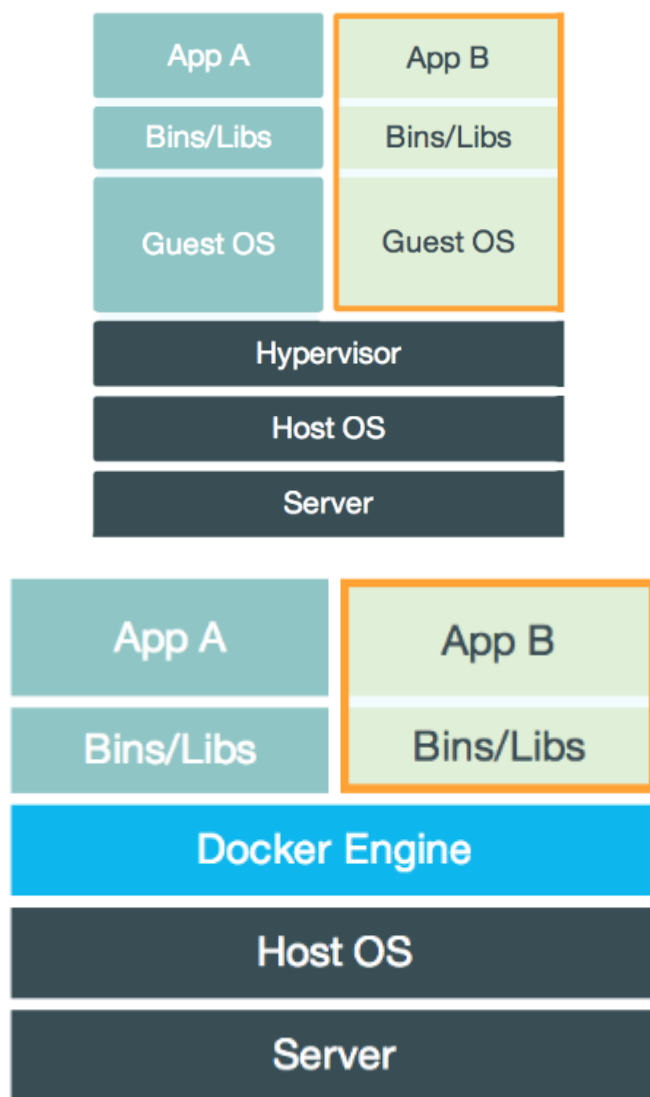 App A
App B
Bins/Libs
Bins/Libs
Guest OS
Guest OS
Hypervisor
Host OS
Server
App A
App B
Bins/Libs
Bins/Libs
Docker Engine
Host OS
Server